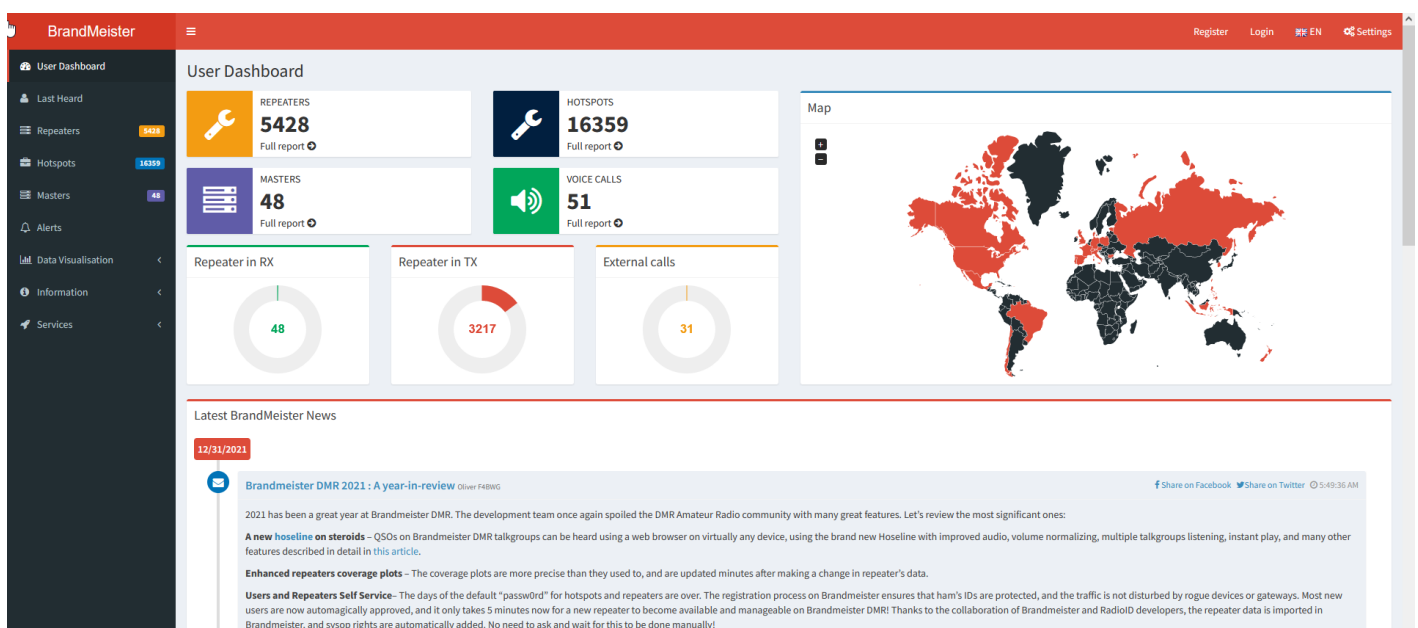 BrandMeister
Register Login EN Settings
User Dashboard
Last Heard
Repeaters 5428
Hotspots 16359
Masters 48
Alerts
Data Visualisation
Information
Services
User Dashboard
REPEATERS
5428
Full report
HOTSPOTS
16359
Full report
MASTERS
48
Full report
VOICE CALLS
51
Full report
Repeater in RX
48
Repeater in TX
3217
External calls
31
Map
+
−
Latest BrandMeister News
12/31/2021
Brandmeister DMR 2021 : A year-in-review Oliver F4BWG
Share on Facebook Share on Twitter 5:49:36 AM
2021 has been a great year at Brandmeister DMR. The development team once again spoiled the DMR Amateur Radio community with many great features. Let's review the most significant ones:
A new hoseline on steroids – QSOs on Brandmeister DMR talkgroups can be heard using a web browser on virtually any device, using the brand new Hoseline with improved audio, volume normalizing, multiple talkgroups listening, instant play, and many other
features described in detail in this article.
Enhanced repeaters coverage plots – The coverage plots are more precise than they used to, and are updated minutes after making a change in repeater's data.
Users and Repeaters Self Service– The days of the default "passw0rd" for hotspots and repeaters are over. The registration process on Brandmeister ensures that ham's IDs are protected, and the traffic is not disturbed by rogue devices or gateways. Most new
users are now automagically approved, and it only takes 5 minutes now for a new repeater to become available and manageable on Brandmeister DMR! Thanks to the collaboration of Brandmeister and RadioID developers, the repeater data is imported in
Brandmeister, and sysop rights are automatically added. No need to ask and wait for this to be done manually!